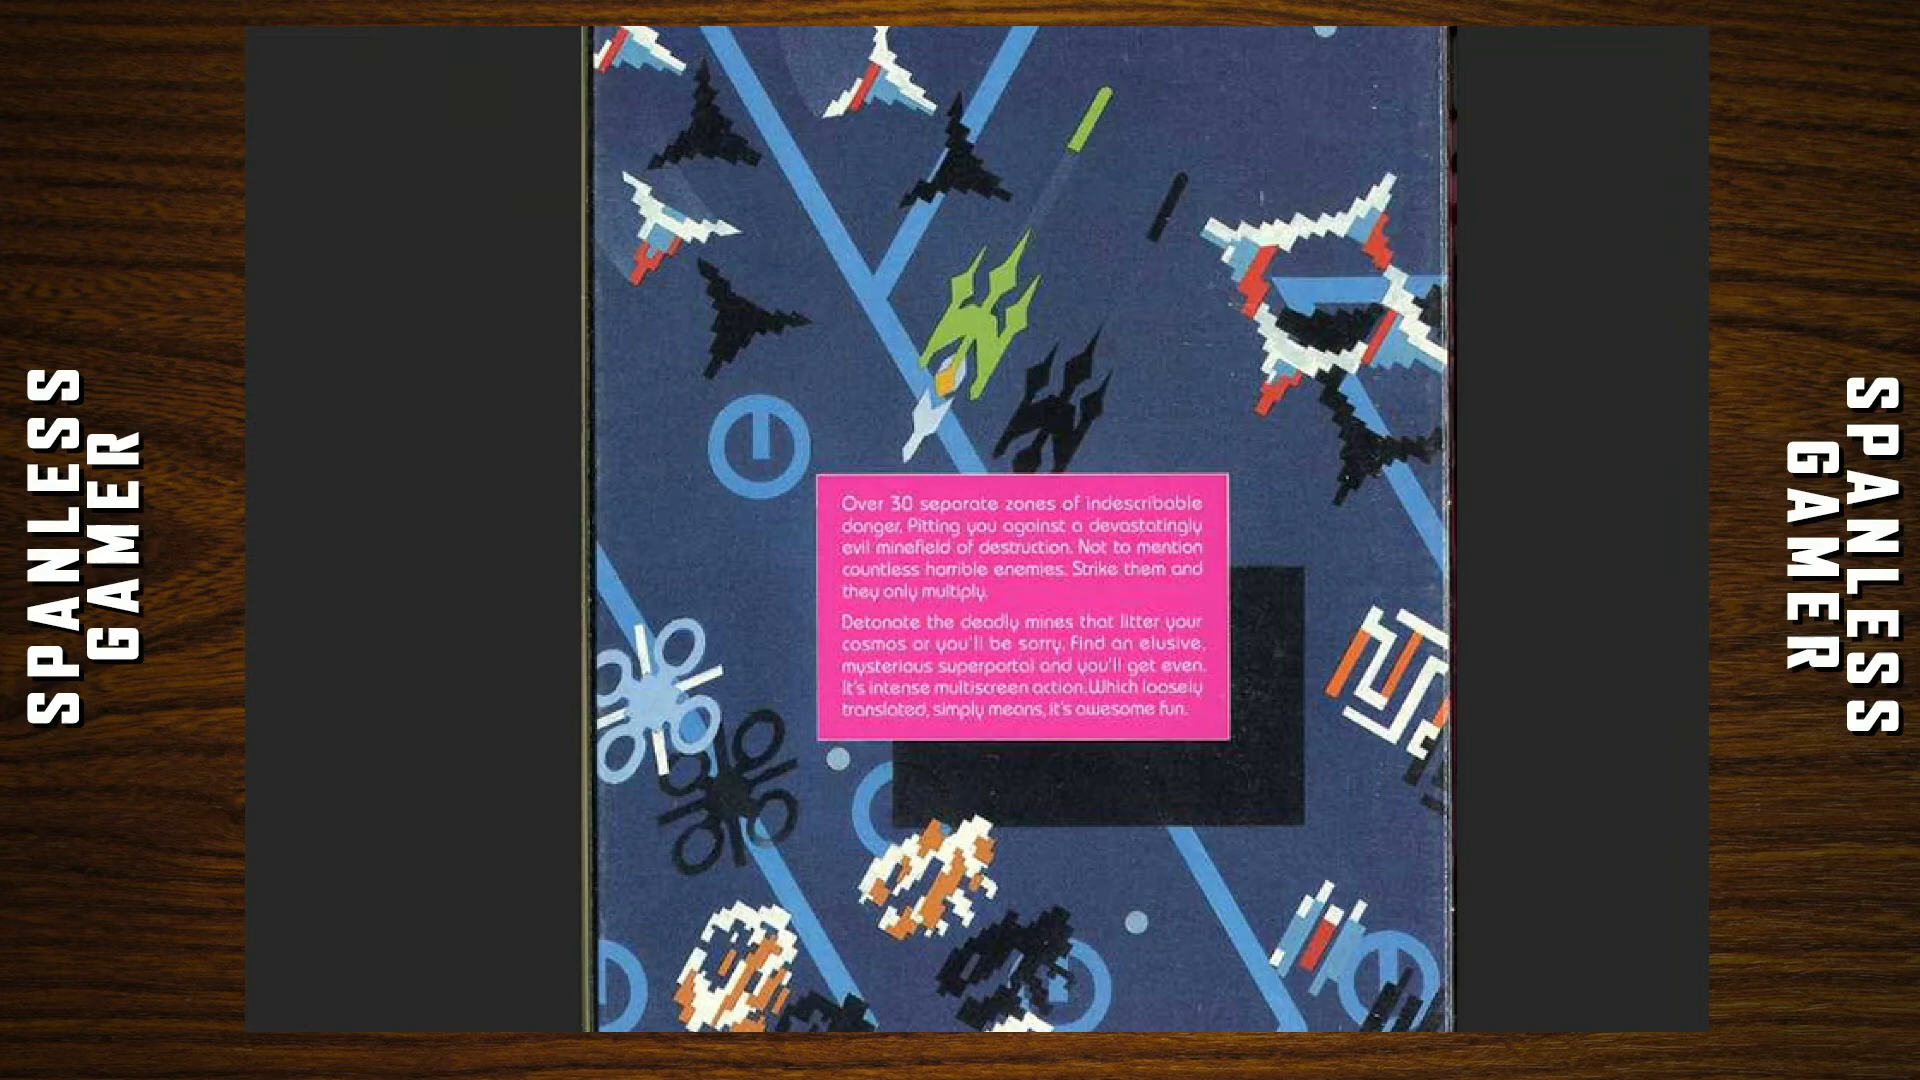 SPANLESS
GAMER
Over 30 separate zones of indescribable
danger. Pitting you against a devastatingly
evil minefield of destruction. Not to mention
countless horrible enemies. Strike them and
they only multiply.
Detonate the deadly mines that litter your
cosmos or you'll be sorry. Find an elusive,
mysterious superportal and you'll get even.
It's intense multiscreen action. Which loosely
translated, simply means, it's awesome fun.
SPANLESS
GAMER